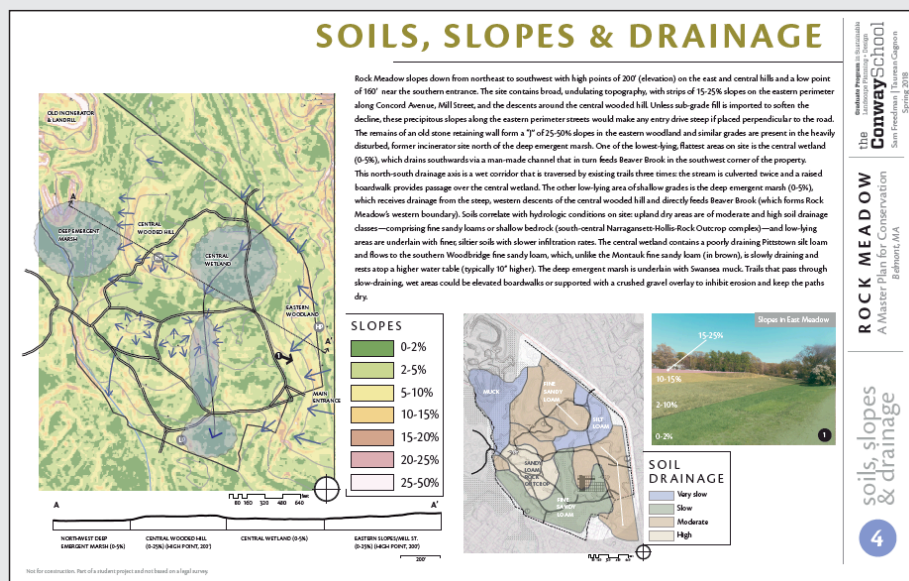 SOILS, SLOPES & DRAINAGE
Rock Meadow slopes down from northeast to southwest with high points of 200' (elevation) on the east and central hills and a low point
of 160' near the southern entrance. The site contains broad, undulating topography, with strips of 15-25% slopes on the eastern perimeter
along Concord Avenue, Mill Street, and the descents around the central wooded hill. Unless sub-grade fill is imported to soften the
decline, these precipitous slopes along the eastern perimeter streets would make any entry drive steep if placed perpendicular to the road.
The remains of an old stone retaining wall form a "J" of 25-50% slopes in the eastern woodland and similar grades are present in the heavily
disturbed, former incinerator site north of the deep emergent marsh. One of the lowest-lying, flattest areas on site is the central wetland
(0-5%), which drains southwards via a man-made channel that in turn feeds Beaver Brook in the southwest corner of the property.
This north-south drainage axis is a wet corridor that is traversed by existing trails three times: the stream is culverted twice and a raised
boardwalk provides passage over the central wetland. The other low-lying area of shallow grades is the deep emergent marsh (0-5%),
which receives drainage from the steep, western descents of the central wooded hill and directly feeds Beaver Brook (which forms Rock
Meadow's western boundary). Soils correlate with hydrologic conditions on site: upland dry areas are of moderate and high soil drainage
classes—comprising fine sandy loams or shallow bedrock (south-central Narragansett-Hollis-Rock Outcrop complex)—and low-lying
areas are underlain with finer, siltier soils with slower infiltration rates. The central wetland contains a poorly draining Pittstown silt loam
and flows to the southern Woodbridge fine sandy loam, which, unlike the Montauk fine sandy loam (in brown), is slowly draining and
rests atop a higher water table (typically 10" higher). The deep emergent marsh is underlain with Swansea muck. Trails that pass through
slow-draining, wet areas could be elevated boardwalks or supported with a crushed gravel overlay to inhibit erosion and keep the paths
dry.
OLD INCINERATOR
& LANDFILL
A
DEEP EMERGENT
MARSH
CENTRAL
WOODED HILL
CENTRAL
WETLAND
EASTERN
WOODLAND
A'
1
MAIN
ENTRANCE
80 160 320 480 640
SLOPES
0-2%
2-5%
5-10%
10-15%
15-20%
20-25%
25-50%
MUCK
FINE
SANDY
LOAM
SILT
LOAM
SANDY
LOAM,
ROCK
OUTCROP
FINE
SANDY
LOAM
Slopes in East Meadow
15-25%
10-15%
2-10%
0-2%
1
SOIL
DRAINAGE
Very slow
Slow
Moderate
High
A
A'
NORTHWEST DEEP
EMERGENT MARSH (0-5%)
CENTRAL WOODED HILL
(0-25%) (HIGH POINT, 200')
CENTRAL WETLAND (0-5%)
EASTERN SLOPES/MILL ST.
(0-25%) (HIGH POINT, 200')
200'
Not for construction. Part of a student project and not based on a legal survey.
Graduate Program in Sustainable
Landscape Planning + Design
the
ConwaySchool
Sam Freedman | Taurean Gagnon
Spring 2018
ROCK MEADOW
A Master Plan for Conservation
Belmont, MA
soils, slopes
& drainage
4